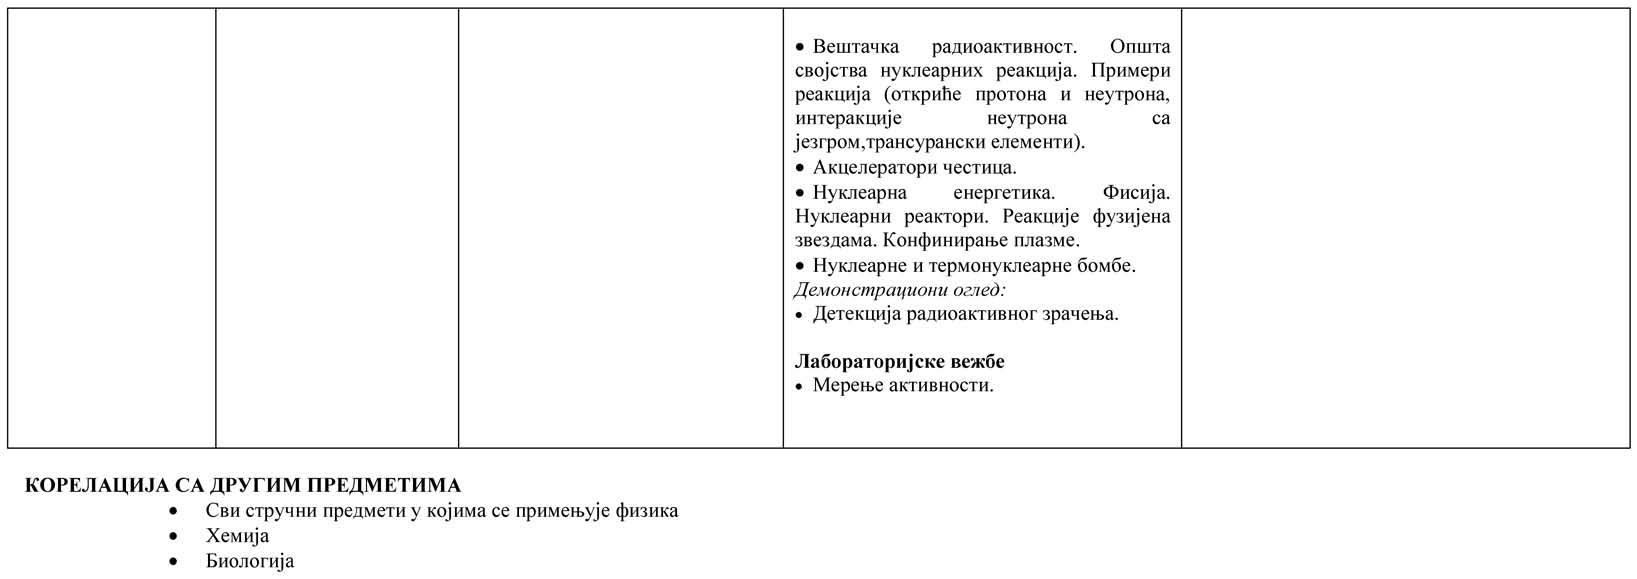 • Вештачка радиоактивност. Општа
својства нуклеарних реакција. Примери
реакција (откриће протона и неутрона,
интеракције неутрона са
језгром,трансурански елементи).
• Акцелератори честица.
• Нуклеарна енергетика. Фисија.
Нуклеарни реактори. Реакције фузијена
звездама. Конфинирање плазме.
• Нуклеарне и термонуклеарне бомбе.
Демонстрациони оглед:
• Детекција радиоактивног зрачења.
Лабораторијске вежбе
• Мерење активности.
КОРЕЛАЦИЈА СА ДРУГИМ ПРЕДМЕТИМА
• Сви стручни предмети у којима се примењује физика
• Хемија
• Биологија